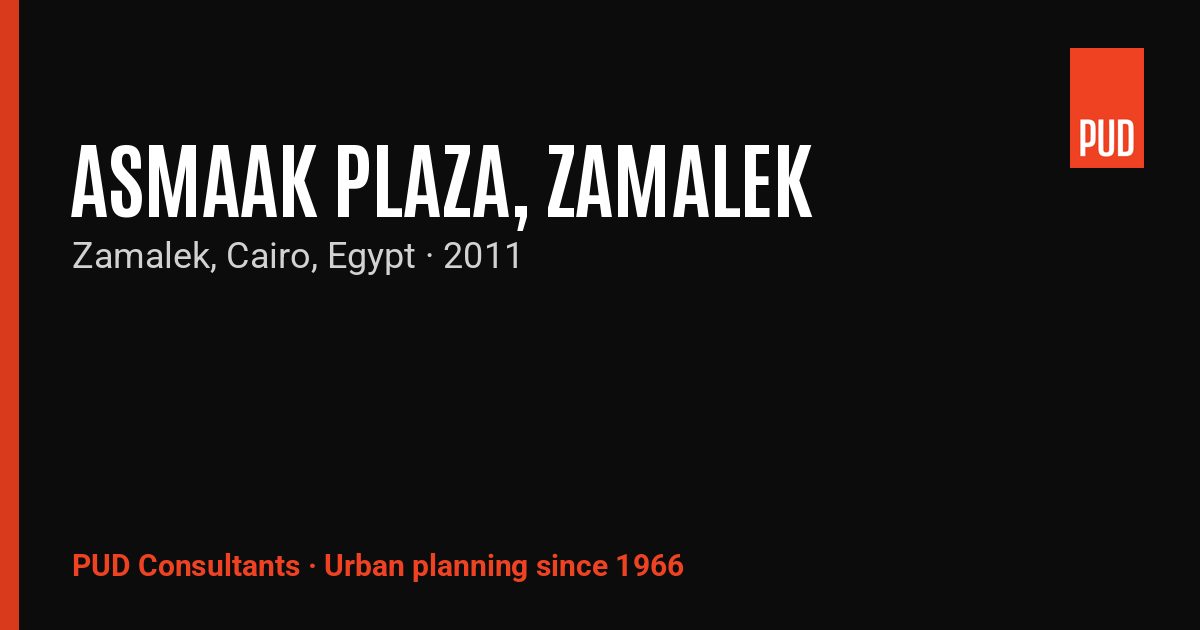 PUD
ASMAAK PLAZA, ZAMALEK
Zamalek, Cairo, Egypt · 2011
PUD Consultants · Urban planning since 1966